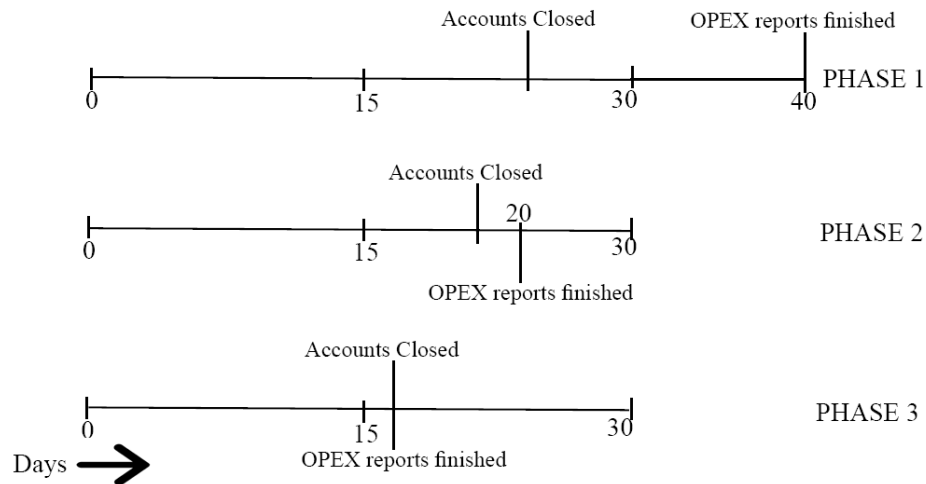 Accounts Closed
OPEX reports finished
0
15
30
40
PHASE 1
Accounts Closed
20
0
15
30
PHASE 2
OPEX reports finished
Accounts Closed
0
15
30
PHASE 3
OPEX reports finished
Days